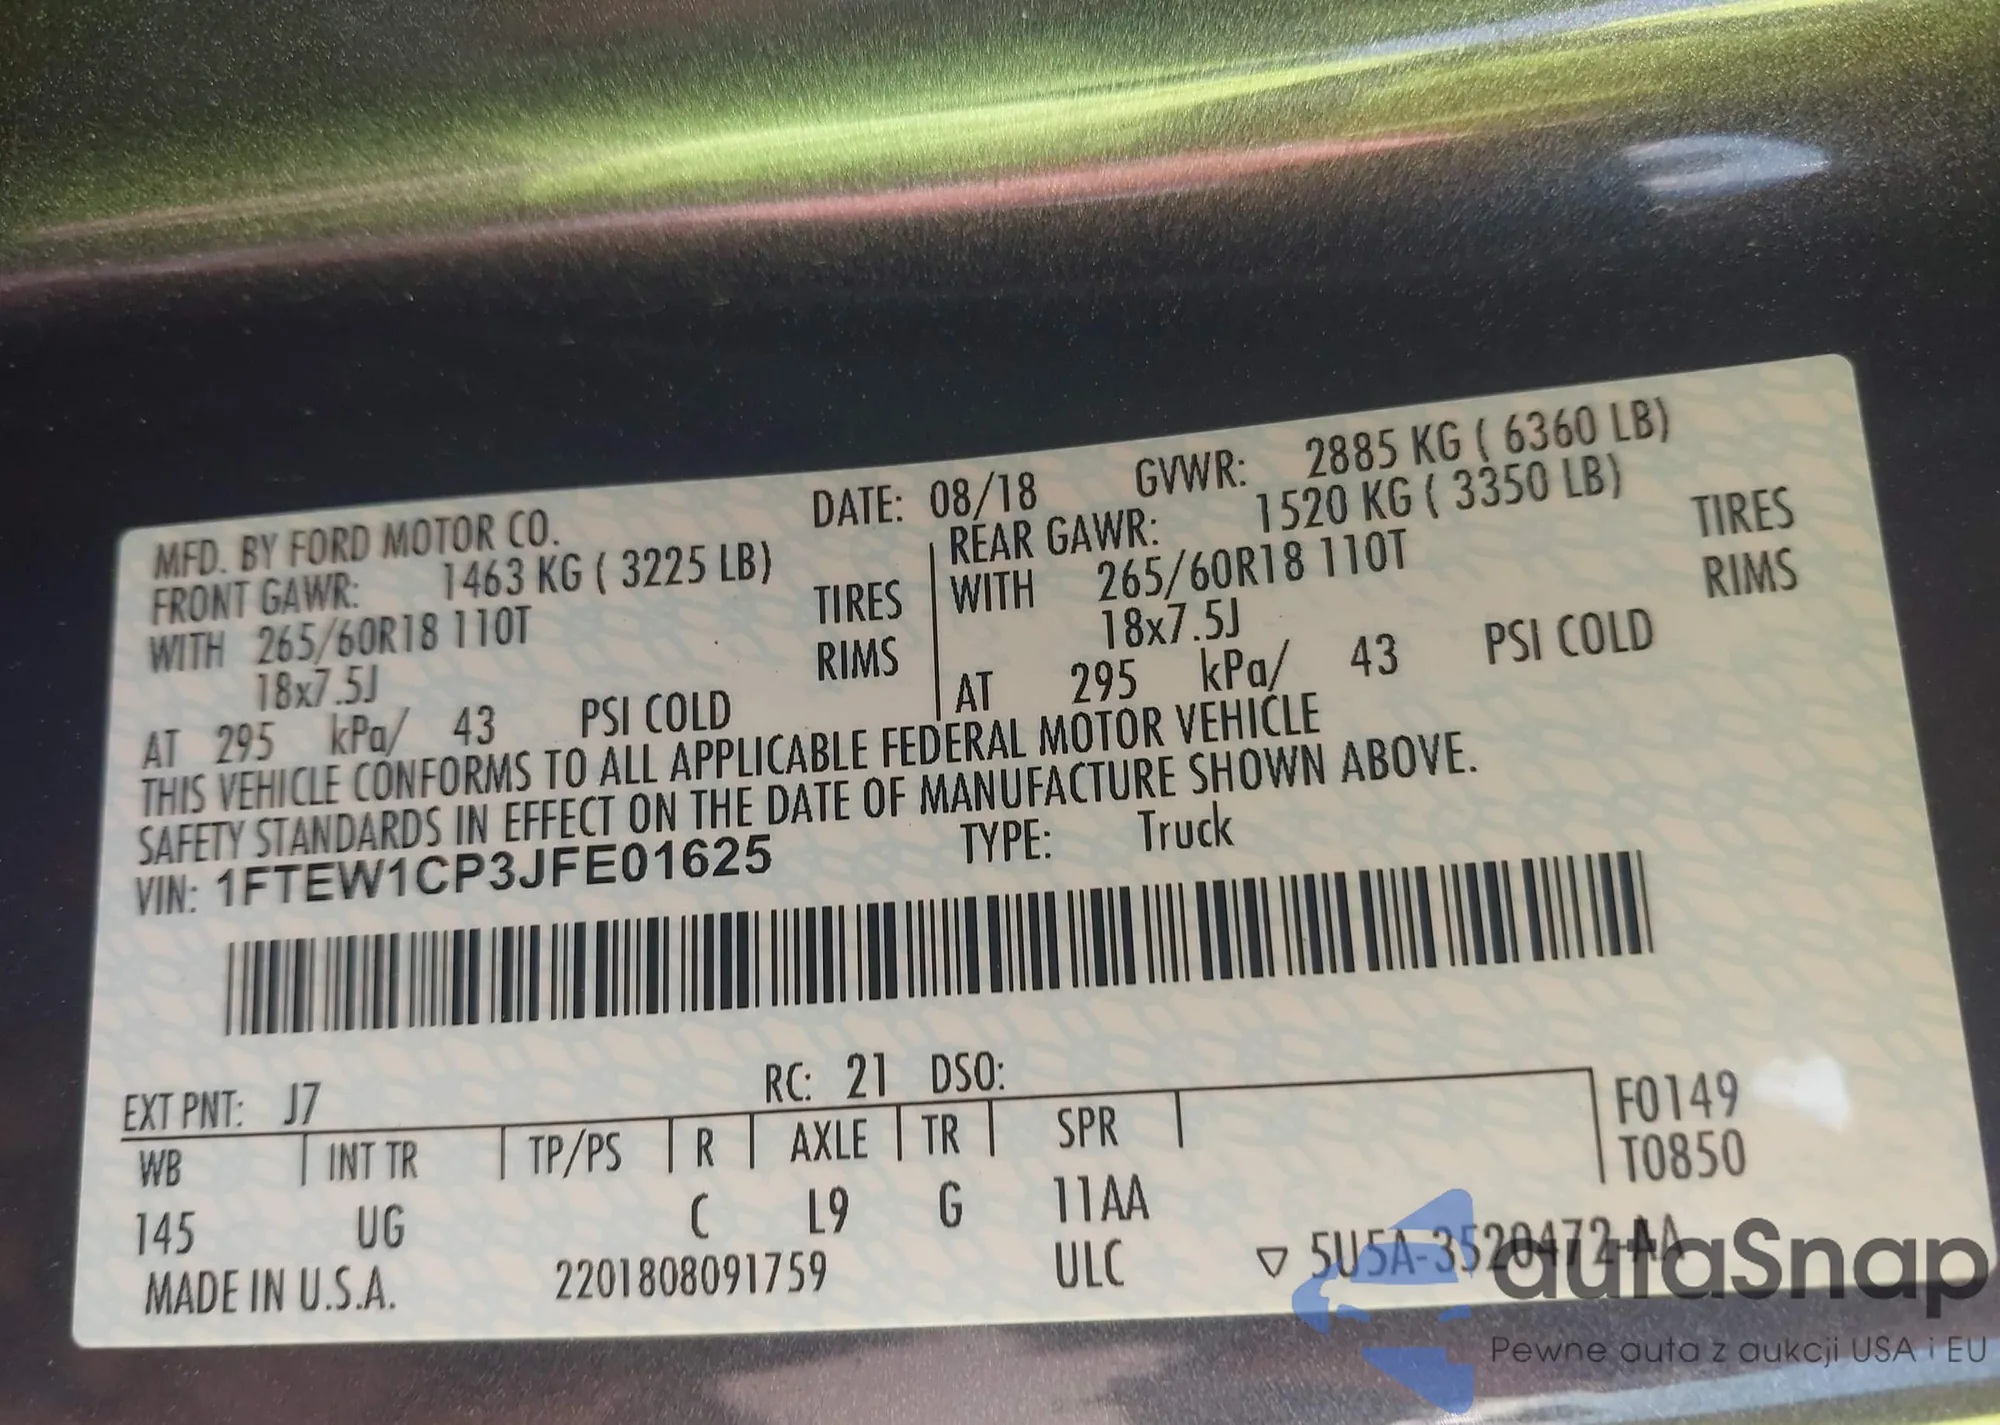 MFD. BY FORD MOTOR CO. DATE: 08/18 GVWR: 2885 KG ( 6360 LB)
FRONT GAWR: 1463 KG ( 3225 LB) REAR GAWR: 1520 KG ( 3350 LB)
WITH 265/60R18 110T TIRES WITH 265/60R18 110T TIRES
18x7.5J RIMS 18x7.5J RIMS
AT 295 kPa/ 43 PSI COLD AT 295 kPa/ 43 PSI COLD
THIS VEHICLE CONFORMS TO ALL APPLICABLE FEDERAL MOTOR VEHICLE
SAFETY STANDARDS IN EFFECT ON THE DATE OF MANUFACTURE SHOWN ABOVE.
VIN: 1FTEW1CP3JFE01625 TYPE: Truck
EXT PNT: J7 RC: 21 DSO:
WB INT TR TP/PS R AXLE TR SPR F0149
T0850
145 UG C L9 G 11AA
MADE IN U.S.A. 2201808091759 ULC ▽ 5U5A-3520472-AA
autaSnap
Pewne auta z aukcji USA i EU